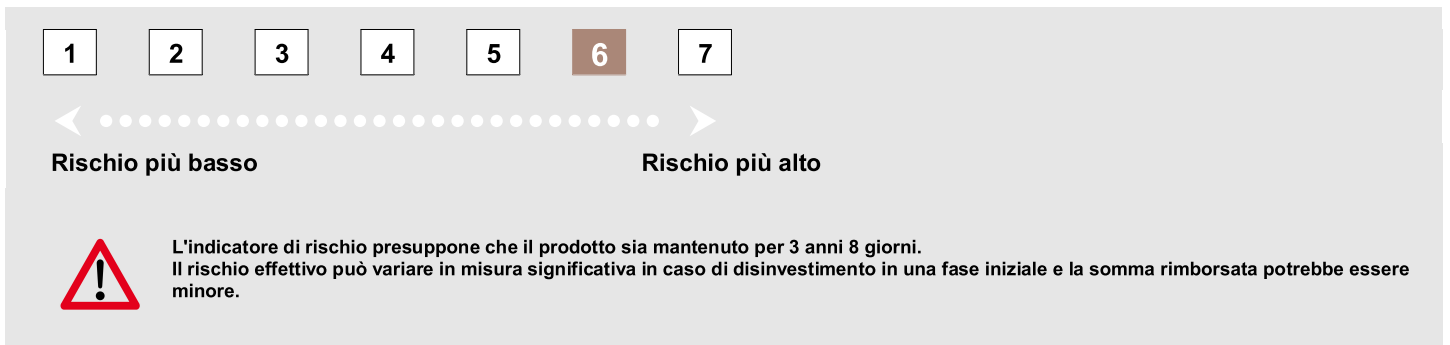 1 2 3 4 5 6 7
Rischio più basso Rischio più alto
L'indicatore di rischio presuppone che il prodotto sia mantenuto per 3 anni 8 giorni.
Il rischio effettivo può variare in misura significativa in caso di disinvestimento in una fase iniziale e la somma rimborsata potrebbe essere
minore.